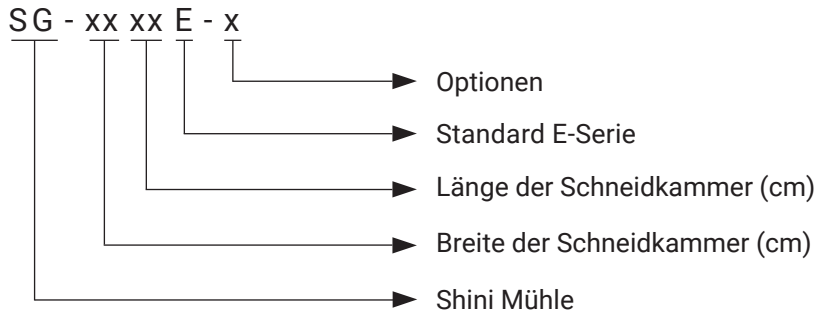 SG - xx xx E - x
Optionen
Standard E-Serie
Länge der Schneidkammer (cm)
Breite der Schneidkammer (cm)
Shini Mühle